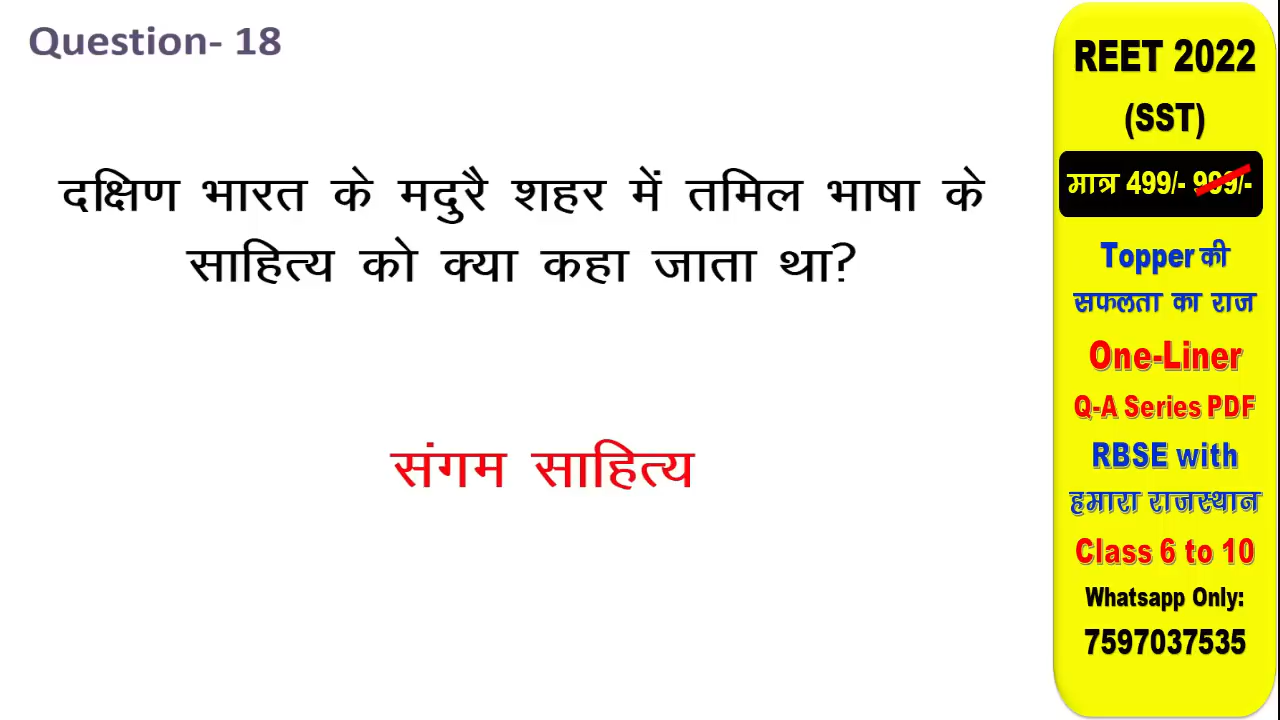 Question- 18
दक्षिण भारत के मदुरै शहर में तमिल भाषा के
साहित्य को क्या कहा जाता था?
संगम साहित्य
REET 2022
(SST)
मात्र 499/- 999/-
Topper की
सफलता का राज
One-Liner
Q-A Series PDF
RBSE with
हमारा राजस्थान
Class 6 to 10
Whatsapp Only:
7597037535